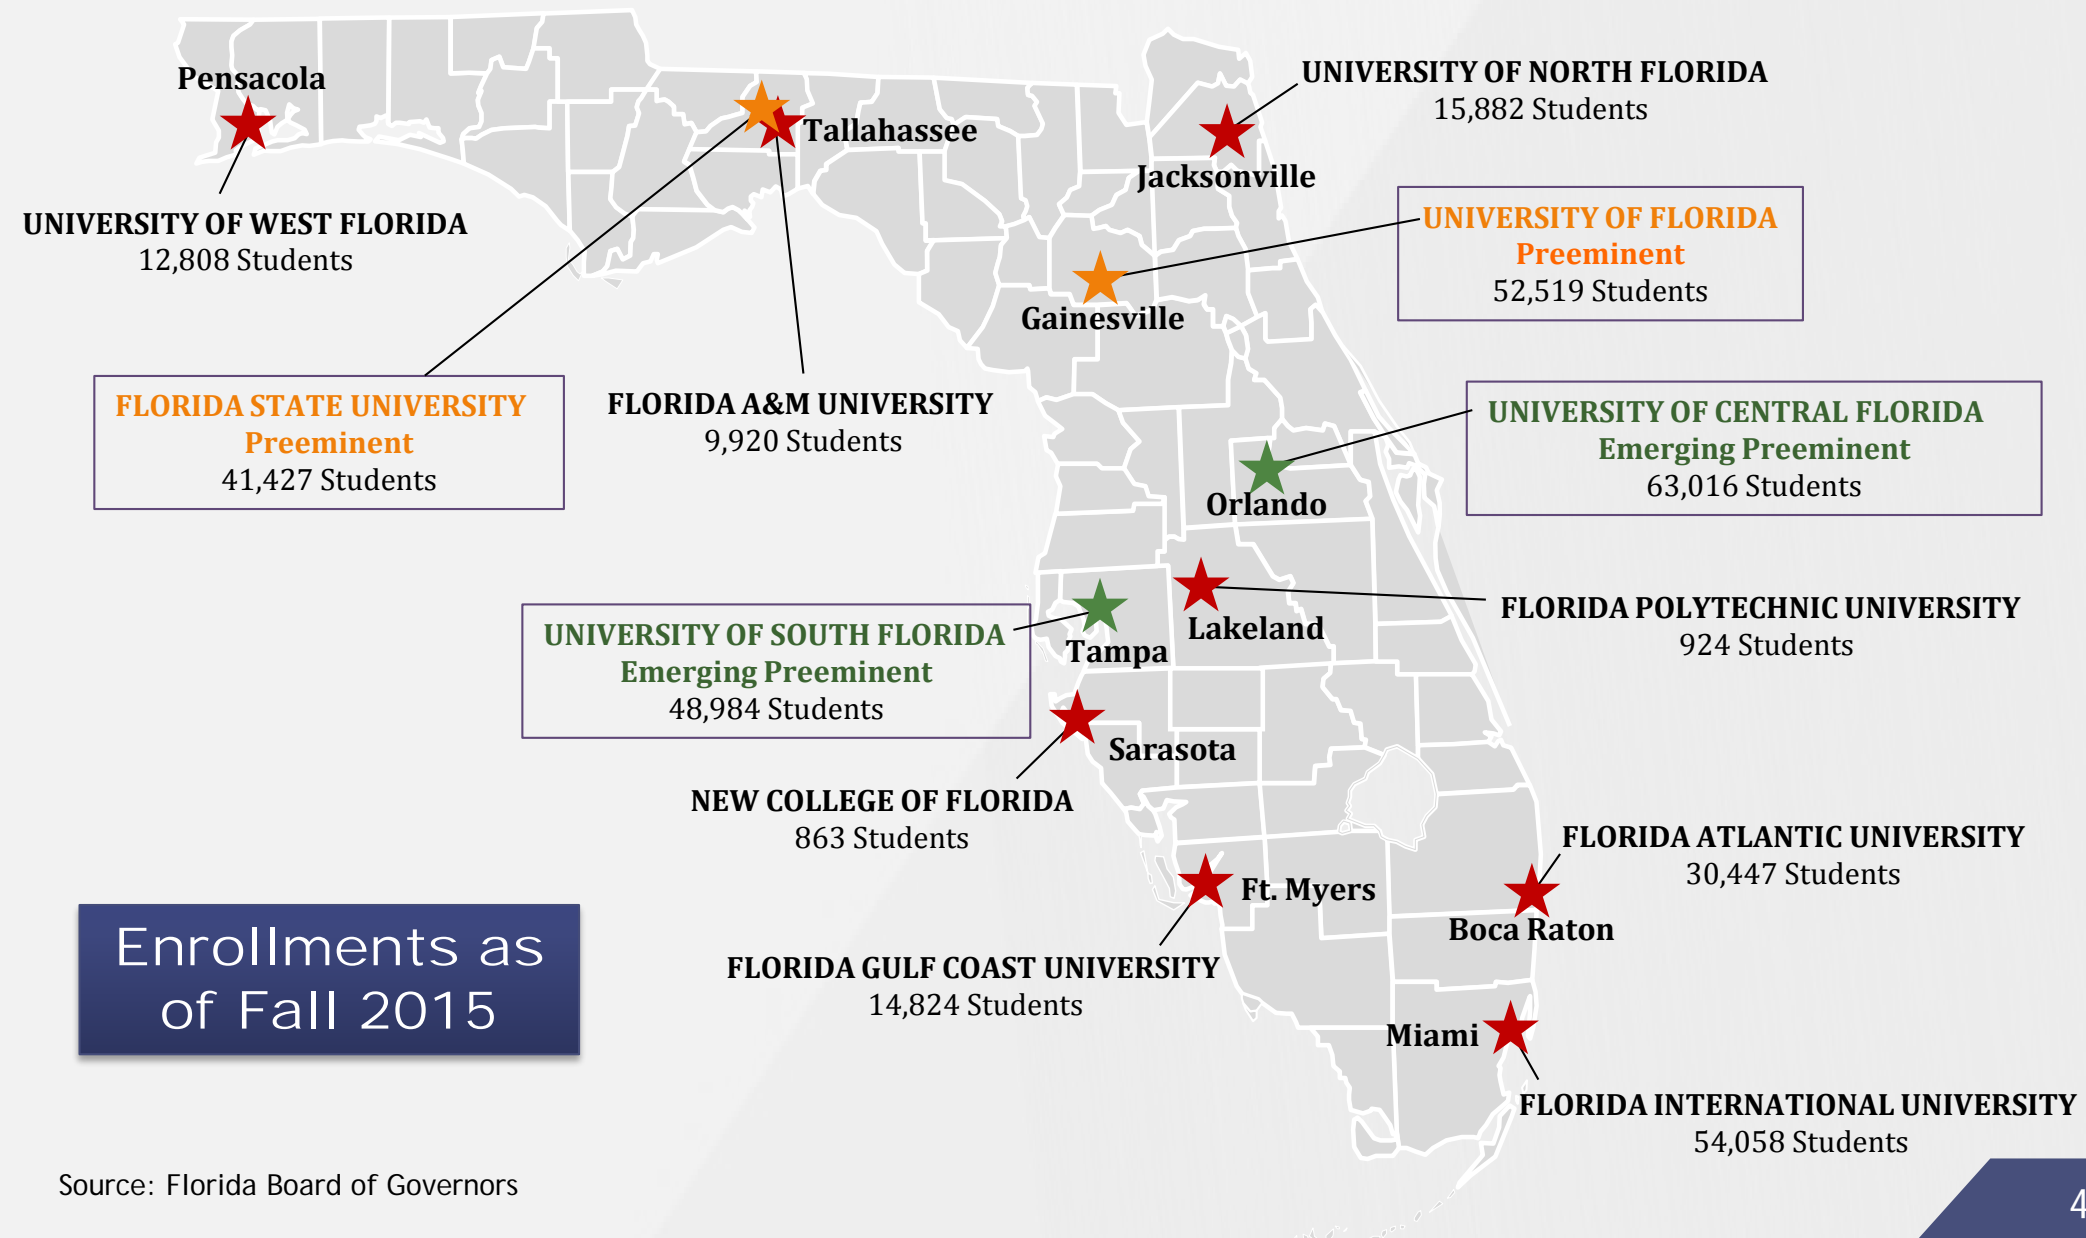 Pensacola
UNIVERSITY OF WEST FLORIDA
12,808 Students
Tallahassee
UNIVERSITY OF NORTH FLORIDA
15,882 Students
Jacksonville
UNIVERSITY OF FLORIDA
Preeminent
52,519 Students
Gainesville
FLORIDA STATE UNIVERSITY
Preeminent
41,427 Students
FLORIDA A&M UNIVERSITY
9,920 Students
UNIVERSITY OF CENTRAL FLORIDA
Emerging Preeminent
63,016 Students
Orlando
FLORIDA POLYTECHNIC UNIVERSITY
924 Students
Lakeland
UNIVERSITY OF SOUTH FLORIDA
Emerging Preeminent
48,984 Students
Tampa
Sarasota
NEW COLLEGE OF FLORIDA
863 Students
FLORIDA ATLANTIC UNIVERSITY
30,447 Students
Ft. Myers
Boca Raton
FLORIDA GULF COAST UNIVERSITY
14,824 Students
Miami
FLORIDA INTERNATIONAL UNIVERSITY
54,058 Students
Enrollments as
of Fall 2015
Source: Florida Board of Governors
4